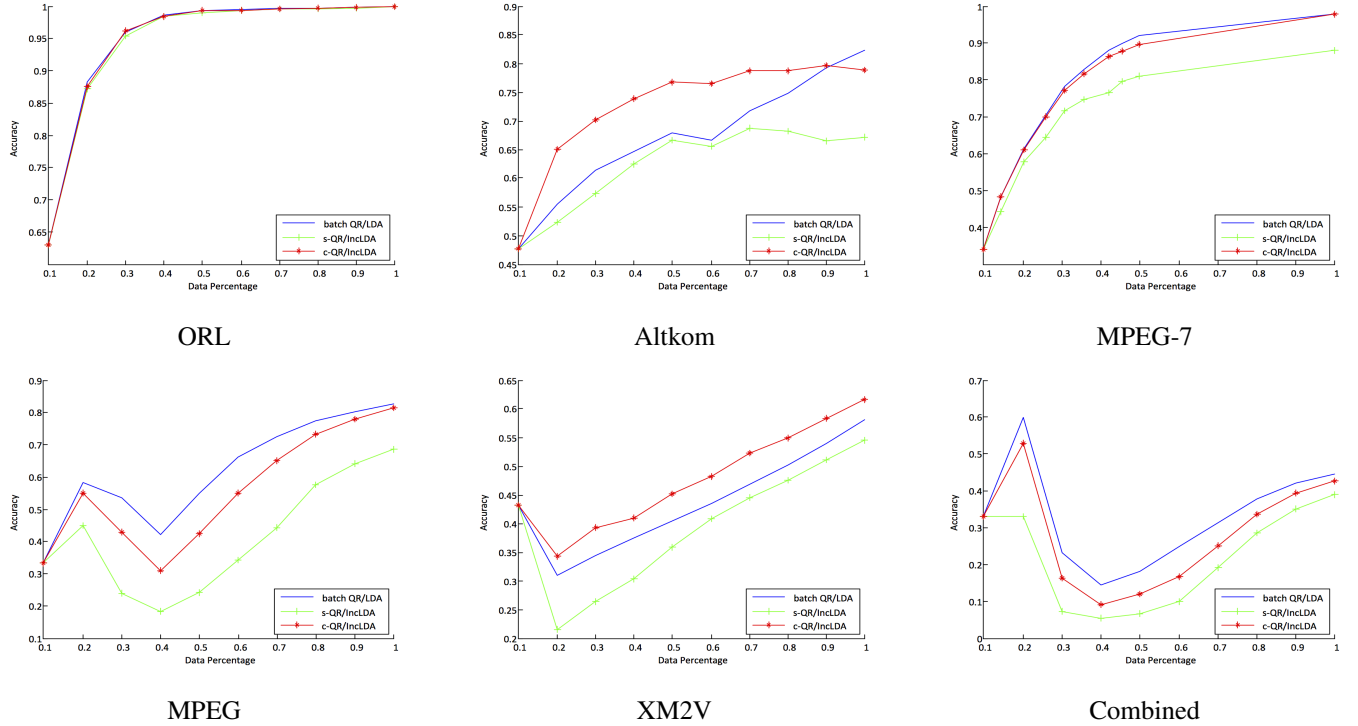 1
0.95
0.9
0.85
0.8
0.75
0.7
0.65
Accuracy
0.1 0.2 0.3 0.4 0.5 0.6 0.7 0.8 0.9 1
Data Percentage
batch QR/LDA
s-QR/IncLDA
c-QR/IncLDA
ORL
0.9
0.85
0.8
0.75
0.7
0.65
0.6
0.55
0.5
0.45
Accuracy
0.1 0.2 0.3 0.4 0.5 0.6 0.7 0.8 0.9 1
Data Percentage
batch QR/LDA
s-QR/IncLDA
c-QR/IncLDA
Altkom
1
0.9
0.8
0.7
0.6
0.5
0.4
Accuracy
0.1 0.2 0.3 0.4 0.5 0.6 0.7 0.8 0.9 1
Data Percentage
batch QR/LDA
s-QR/IncLDA
c-QR/IncLDA
MPEG-7
0.9
0.8
0.7
0.6
0.5
0.4
0.3
0.2
0.1
Accuracy
0.1 0.2 0.3 0.4 0.5 0.6 0.7 0.8 0.9 1
Data Percentage
batch QR/LDA
s-QR/IncLDA
c-QR/IncLDA
MPEG
0.65
0.6
0.55
0.5
0.45
0.4
0.35
0.3
0.25
0.2
Accuracy
0.1 0.2 0.3 0.4 0.5 0.6 0.7 0.8 0.9 1
Data Percentage
batch QR/LDA
s-QR/IncLDA
c-QR/IncLDA
XM2V
0.7
0.6
0.5
0.4
0.3
0.2
0.1
0
Accuracy
0.1 0.2 0.3 0.4 0.5 0.6 0.7 0.8 0.9 1
Data Percentage
batch QR/LDA
s-QR/IncLDA
c-QR/IncLDA
Combined